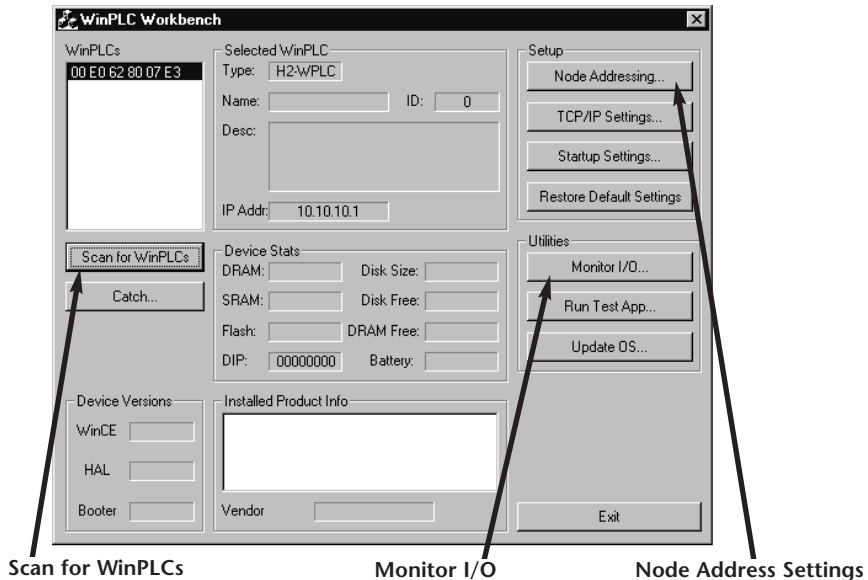 WinPLC Workbench
WinPLCs
00 E0 62 80 07 E3
Scan for WinPLCs
Catch...
Selected WinPLC
Type: H2-WPLC
Name: ID: 0
Desc:
IP Addr: 10.10.10.1
Setup
Node Addressing...
TCP/IP Settings...
Startup Settings...
Restore Default Settings
Device Stats
DRAM: Disk Size:
SRAM: Disk Free:
Flash: DRAM Free:
DIP: 00000000 Battery:
Utilities
Monitor I/O...
Run Test App...
Update OS...
Device Versions
WinCE
HAL
Booter
Installed Product Info
Vendor
Exit
Scan for WinPLCs
Monitor I/O
Node Address Settings